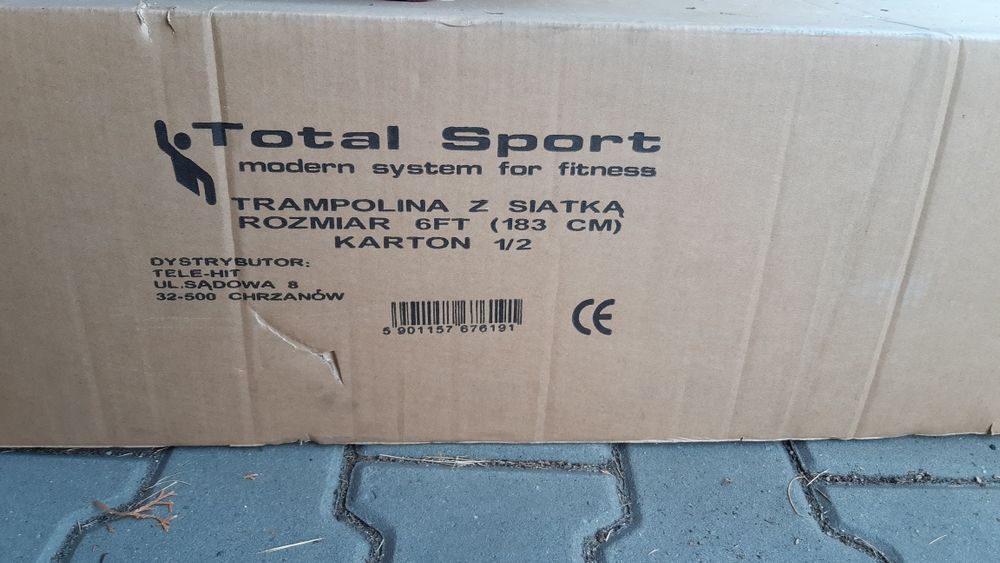 Total Sport
modern system for fitness
TRAMPOLINA Z SIATKĄ
ROZMIAR 6FT (183 CM)
KARTON 1/2
DYSTRYBUTOR:
TELE-HIT
UL.SĄDOWA 8
32-500 CHRZANÓW
5 901157 676191
CE